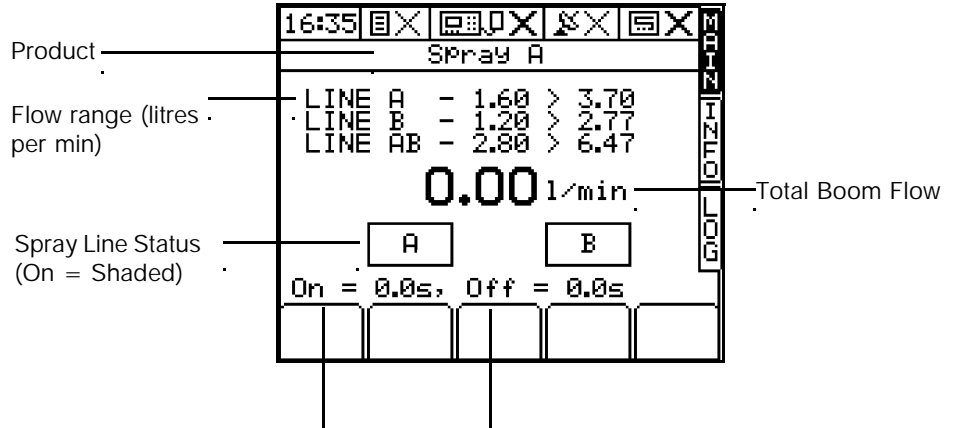 16:35
Spray A
MAIN
INFO
LOG
Product
Flow range (litres per min)
LINE A - 1.60 > 3.70
LINE B - 1.20 > 2.77
LINE AB - 2.80 > 6.47
0.00 l/min
Total Boom Flow
Spray Line Status
(On = Shaded)
A
B
On = 0.0s, Off = 0.0s